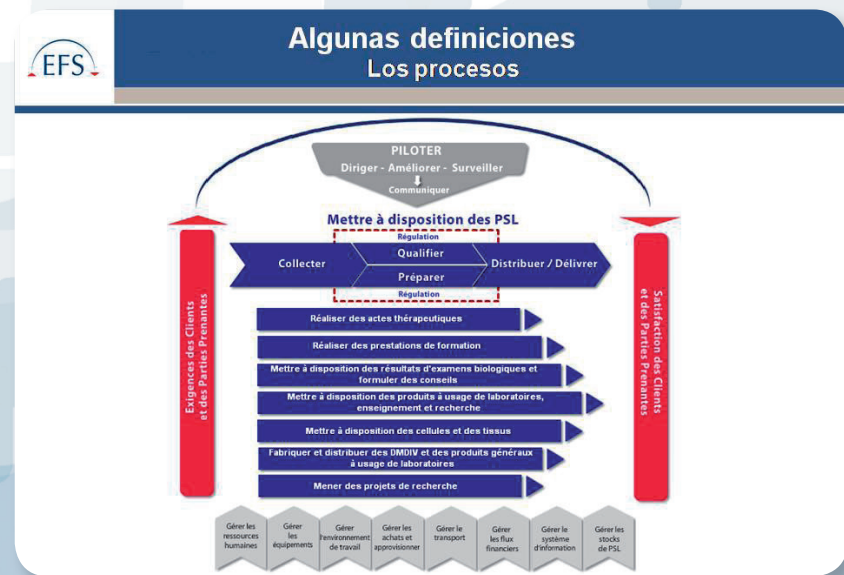 EFS
Algunas definiciones
Los procesos
PILOTER
Diriger - Améliorer - Surveiller
Communiquer
Mettre à disposition des PSL
Régulation
Collecter
Qualifier
Préparer
Distribuer / Délivrer
Régulation
Exigences des Clients
et des Parties Prenantes
Satisfaction des Clients
et des Parties Prenantes
Réaliser des actes thérapeutiques
Réaliser des prestations de formation
Mettre à disposition des résultats d'examens biologiques et
formuler des conseils
Mettre à disposition des produits à usage de laboratoires,
enseignement et recherche
Mettre à disposition des cellules et des tissus
Fabriquer et distribuer des DMDIV et des produits généraux
à usage de laboratoires
Mener des projets de recherche
Gérer les
ressources
humaines
Gérer
les
équipements
Gérer
l'environnement
de travail
Gérer les
achats et
approvisionner
Gérer le
transport
Gérer
les flux
financiers
Gérer le
système
d'information
Gérer les
stocks
de PSL